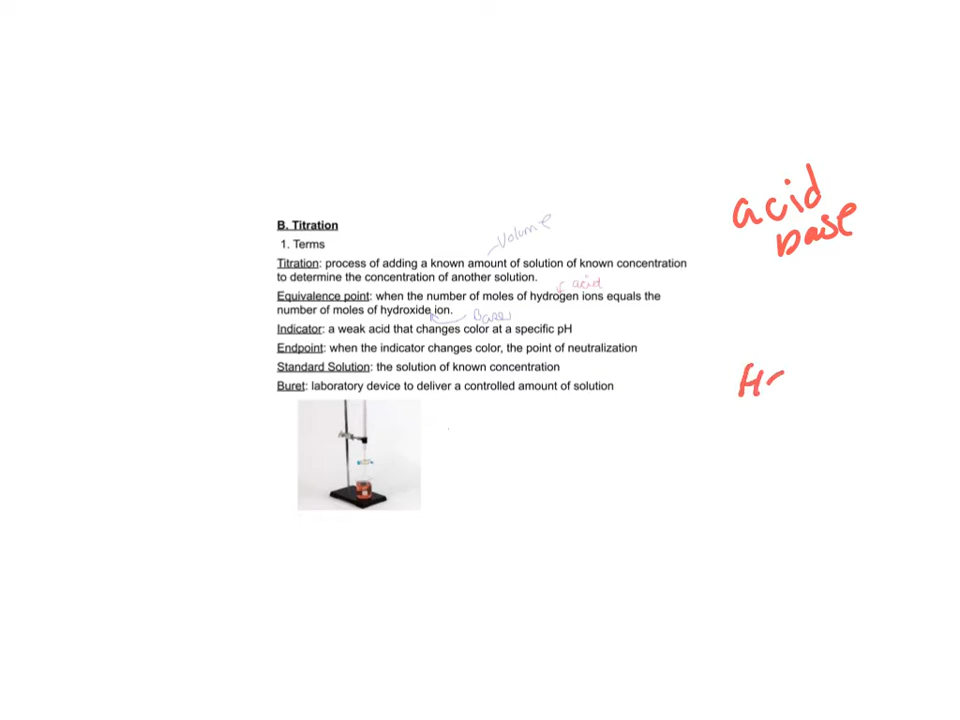 acid
base
B. Titration
Volume
1. Terms
Titration: process of adding a known amount of solution of known concentration
to determine the concentration of another solution.
acid
Equivalence point: when the number of moles of hydrogen ions equals the
number of moles of hydroxide ion.
Base
Indicator: a weak acid that changes color at a specific pH
Endpoint: when the indicator changes color, the point of neutralization
Standard Solution: the solution of known concentration
Buret: laboratory device to deliver a controlled amount of solution